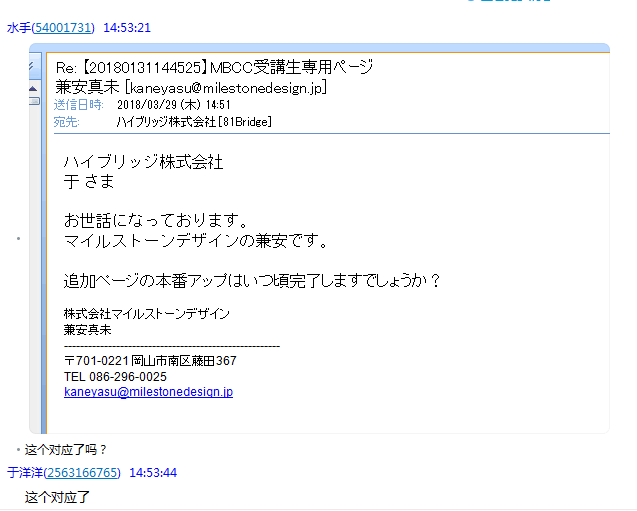 水手(54001731) 14:53:21
Re: 【20180131144525】MBCC受講生専用ページ
兼安真未 [kaneyasu@milestonedesign.jp]
送信日時: 2018/03/29 (木) 14:51
宛先: ハイブリッジ株式会社 [81Bridge]
ハイブリッジ株式会社
于 さま
お世話になっております。
マイルストーンデザインの兼安です。
追加ページの本番アップはいつ頃完了しますでしょうか？
株式会社マイルストーンデザイン
兼安真未
------------------------------------------------------
〒701-0221 岡山市南区藤田367
TEL 086-296-0025
kaneyasu@milestonedesign.jp
这个对应了吗？
于洋洋(2563166765) 14:53:44
这个对应了